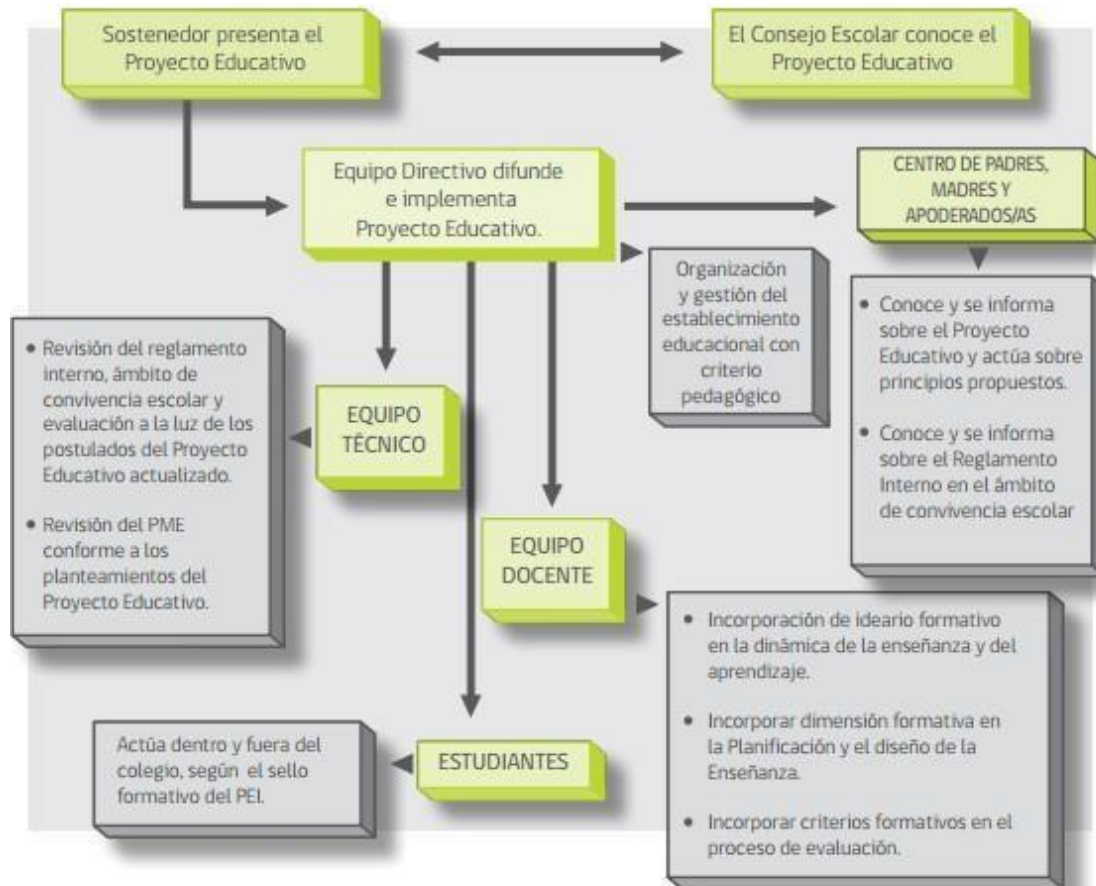 Sostenedor presenta el
Proyecto Educativo
El Consejo Escolar conoce el
Proyecto Educativo
Equipo Directivo difunde
e implementa
Proyecto Educativo.
CENTRO DE PADRES,
MADRES Y
APODERADOS/AS
Organización
y gestión del
establecimiento
educacional con
criterio
pedagógico
• Conoce y se informa
sobre el Proyecto
Educativo y actúa sobre
principios propuestos.
• Conoce y se informa
sobre el Reglamento
Interno en el ámbito
de convivencia escolar
• Revisión del reglamento
interno, ámbito de
convivencia escolar y
evaluación a la luz de los
postulados del Proyecto
Educativo actualizado.
• Revisión del PME
conforme a los
planteamientos del
Proyecto Educativo.
EQUIPO
TÉCNICO
EQUIPO
DOCENTE
• Incorporación de ideario formativo
en la dinámica de la enseñanza y del
aprendizaje.
• Incorporar dimensión formativa en
la Planificación y el diseño de la
Enseñanza.
• Incorporar criterios formativos en el
proceso de evaluación.
Actúa dentro y fuera del
colegio, según el sello
formativo del PEI.
ESTUDIANTES